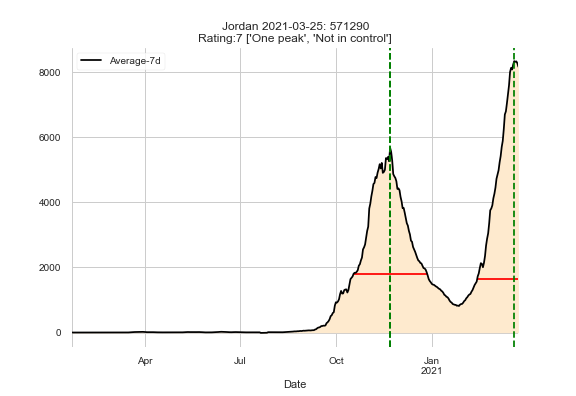 Jordan 2021-03-25: 571290
Rating:7 ['One peak', 'Not in control']
Average-7d
8000
6000
4000
2000
0
Apr
Jul
Oct
Jan
2021
Date